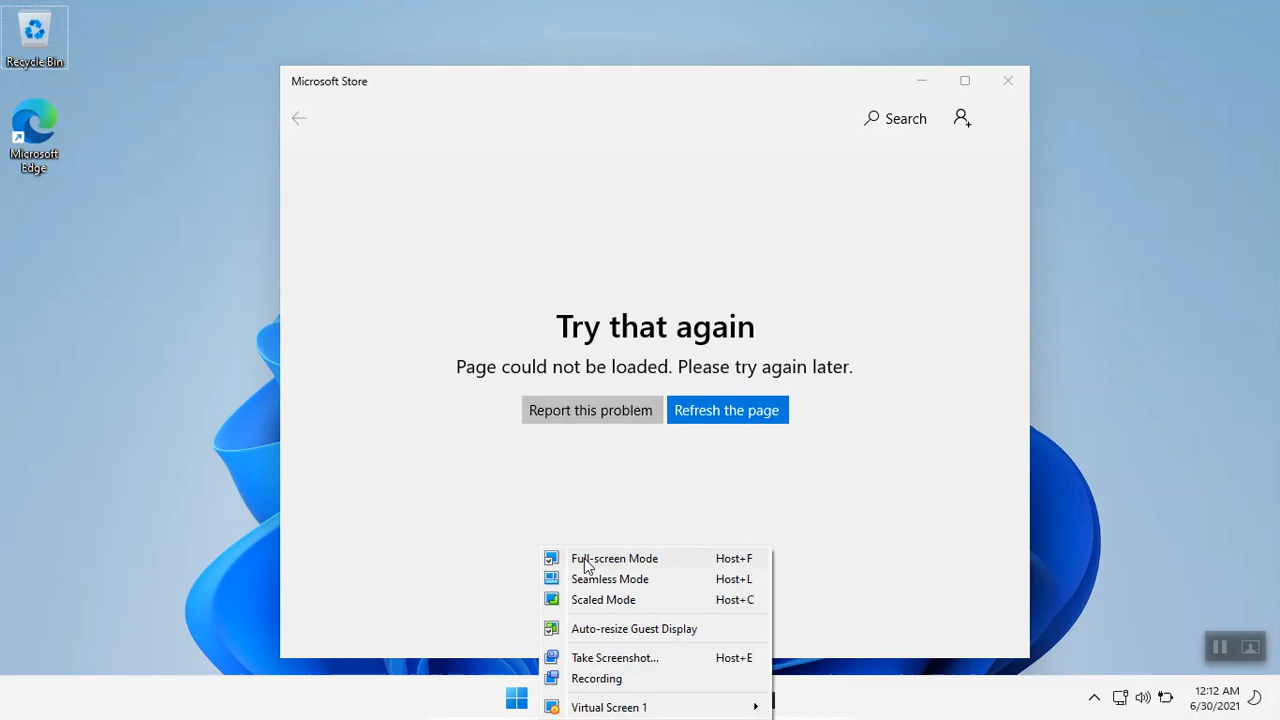 Recycle Bin
Microsoft
Edge
Microsoft Store
Search
Try that again
Page could not be loaded. Please try again later.
Report this problem
Refresh the page
Full-screen Mode Host+F
Seamless Mode Host+L
Scaled Mode Host+C
Auto-resize Guest Display
Take Screenshot... Host+E
Recording
Virtual Screen 1
12:12 AM
6/30/2021